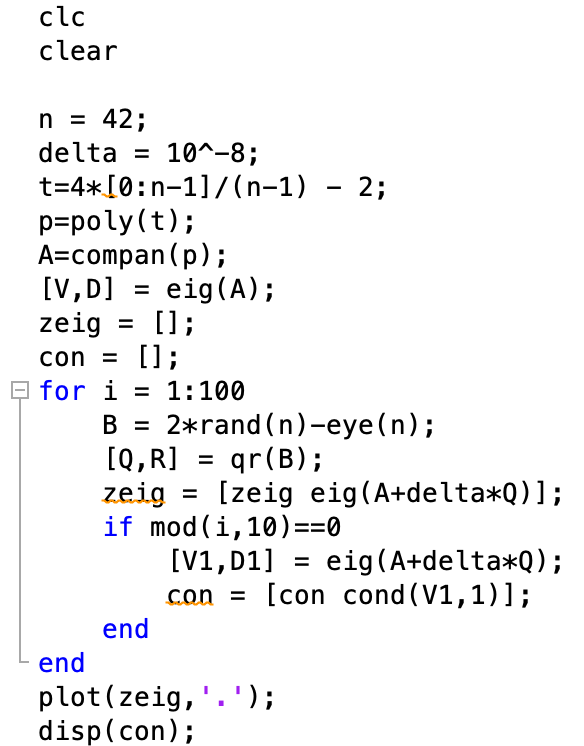 clc
clear

n = 42;
delta = 10^-8;
t=4*[0:n-1]/(n-1) - 2;
p=poly(t);
A=compan(p);
[V,D] = eig(A);
zeig = [];
con = [];
for i = 1:100
    B = 2*rand(n)-eye(n);
    [Q,R] = qr(B);
    zeig = [zeig eig(A+delta*Q)];
    if mod(i,10)==0
        [V1,D1] = eig(A+delta*Q);
        con = [con cond(V1,1)];
    end
end
plot(zeig,'.');
disp(con);